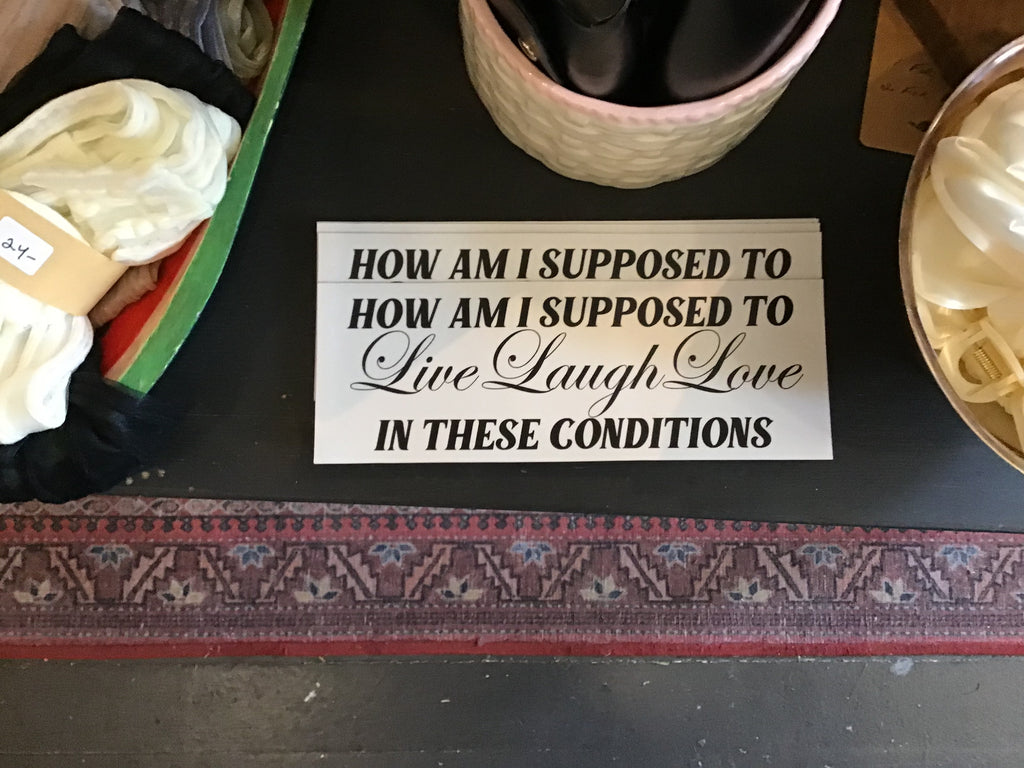 24-
HOW AM I SUPPOSED TO
HOW AM I SUPPOSED TO
Live Laugh Love
IN THESE CONDITIONS